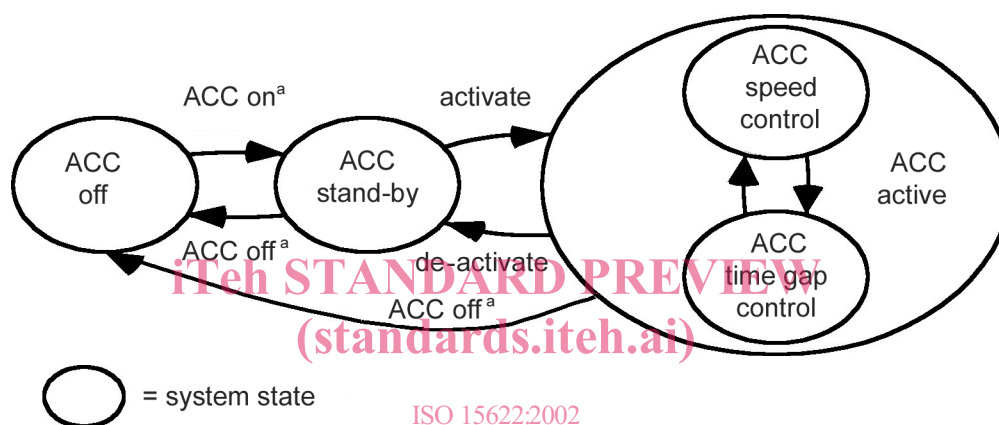 ACC
off
ACC onᵃ
ACC offᵃ
ACC
stand-by
activate
de-activate
ACC offᵃ
ACC
speed
control
ACC
active
ACC
time gap
control
iTeh STANDARD PREVIEW
(standards.iteh.ai)
= system state
ISO 15622:2002